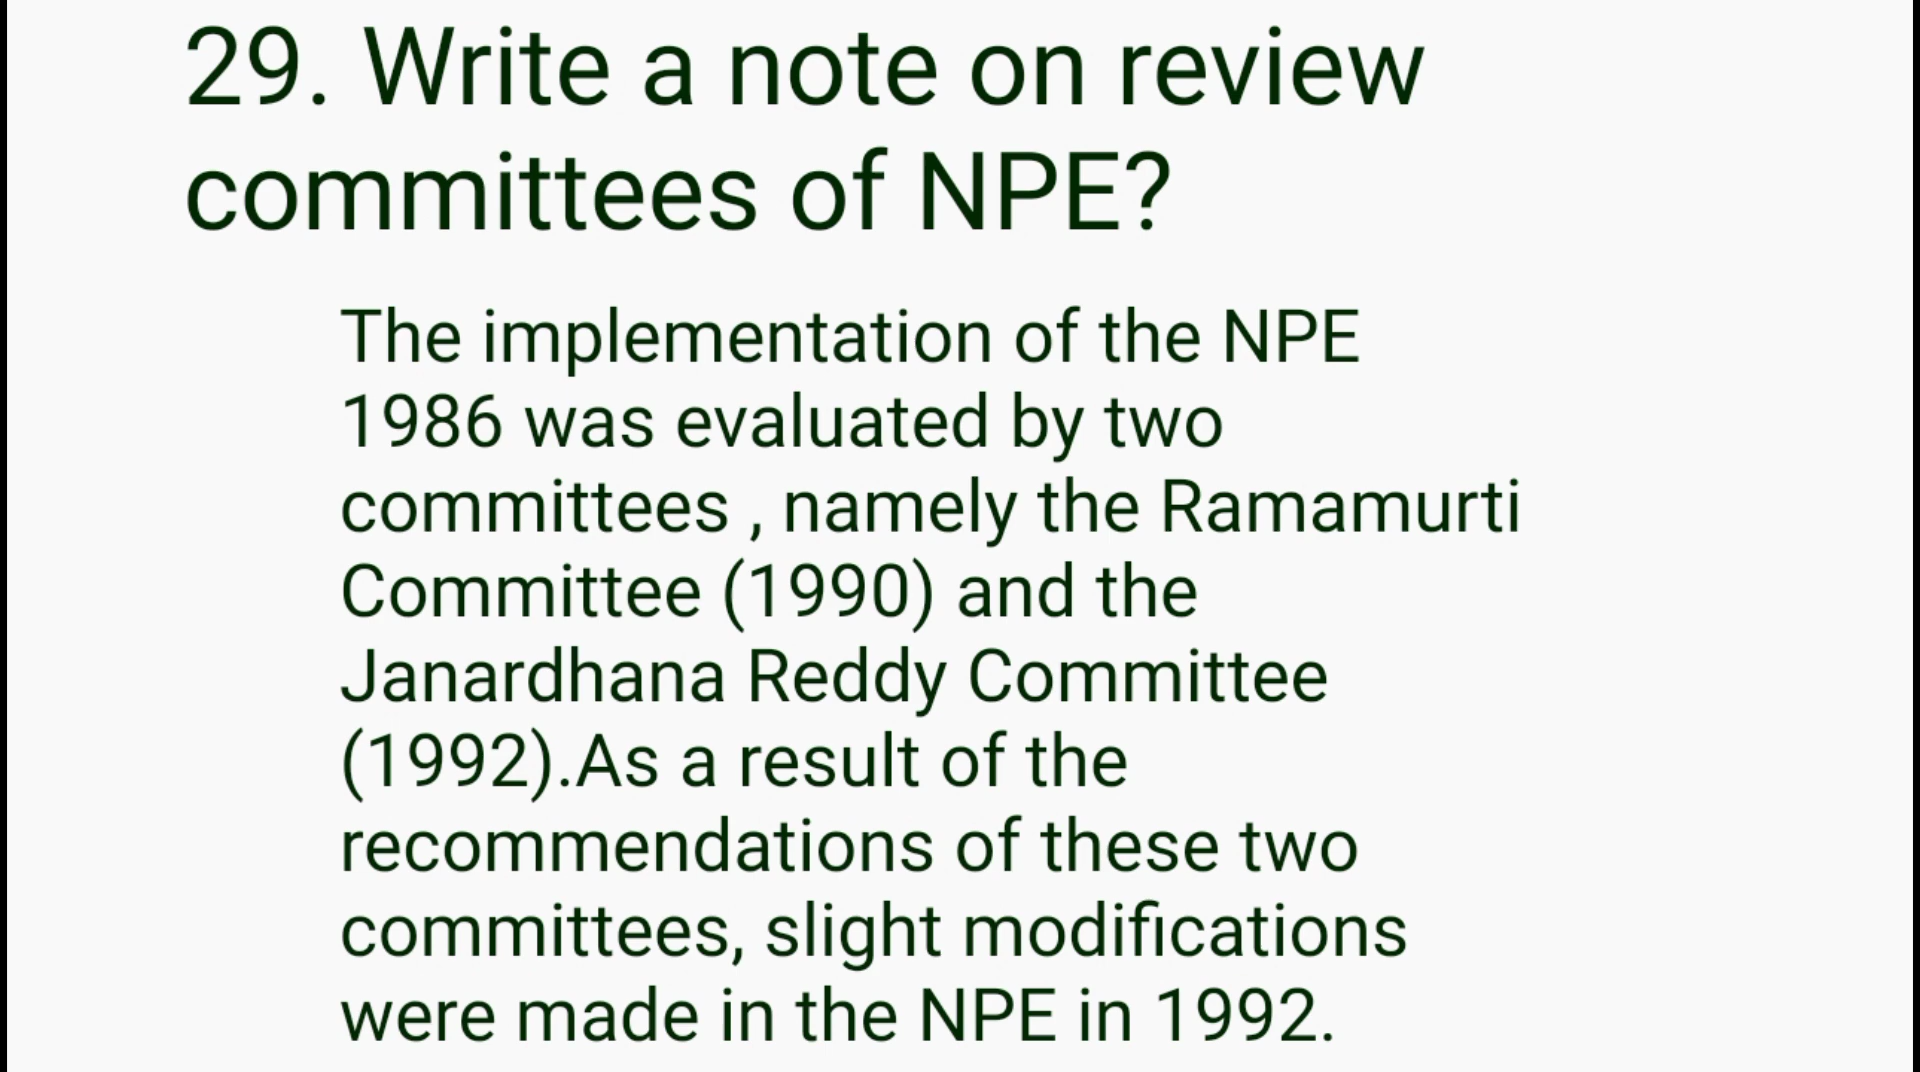 29. Write a note on review
committees of NPE?
The implementation of the NPE
1986 was evaluated by two
committees , namely the Ramamurti
Committee (1990) and the
Janardhana Reddy Committee
(1992).As a result of the
recommendations of these two
committees, slight modifications
were made in the NPE in 1992.